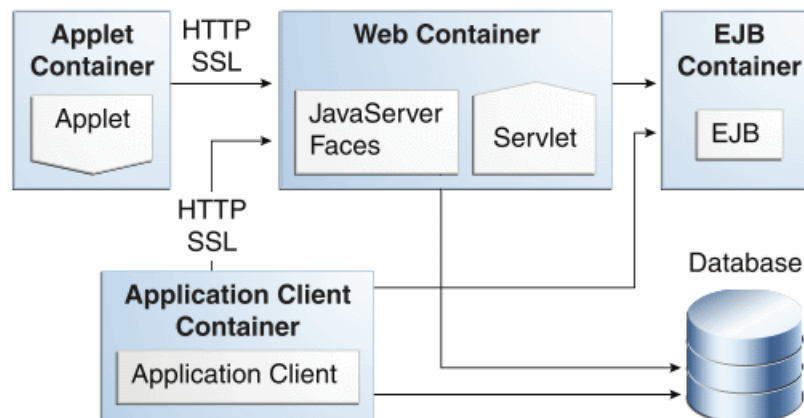 Applet
Container
Applet
HTTP
SSL
Web Container
JavaServer
Faces
Servlet
EJB
Container
EJB
HTTP
SSL
Application Client
Container
Application Client
Database